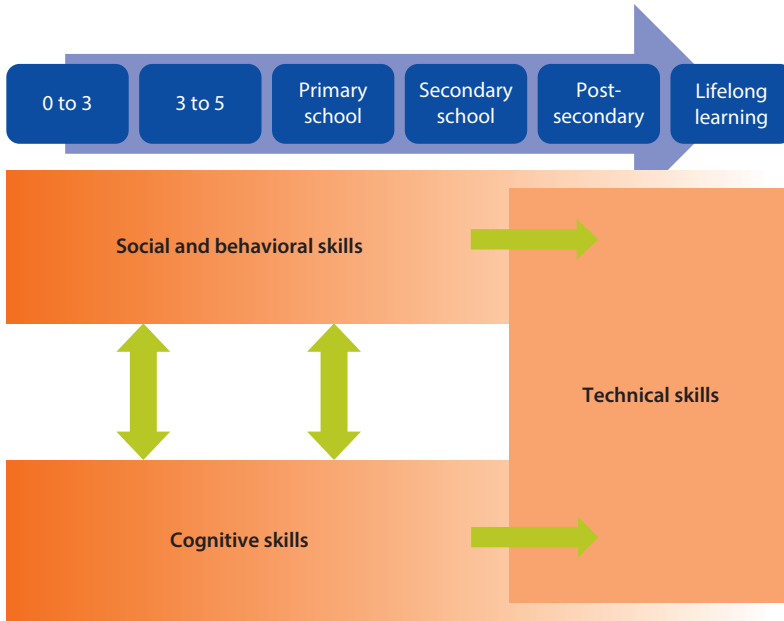 0 to 3
3 to 5
Primary
school
Secondary
school
Post-
secondary
Lifelong
learning
Social and behavioral skills
Technical skills
Cognitive skills